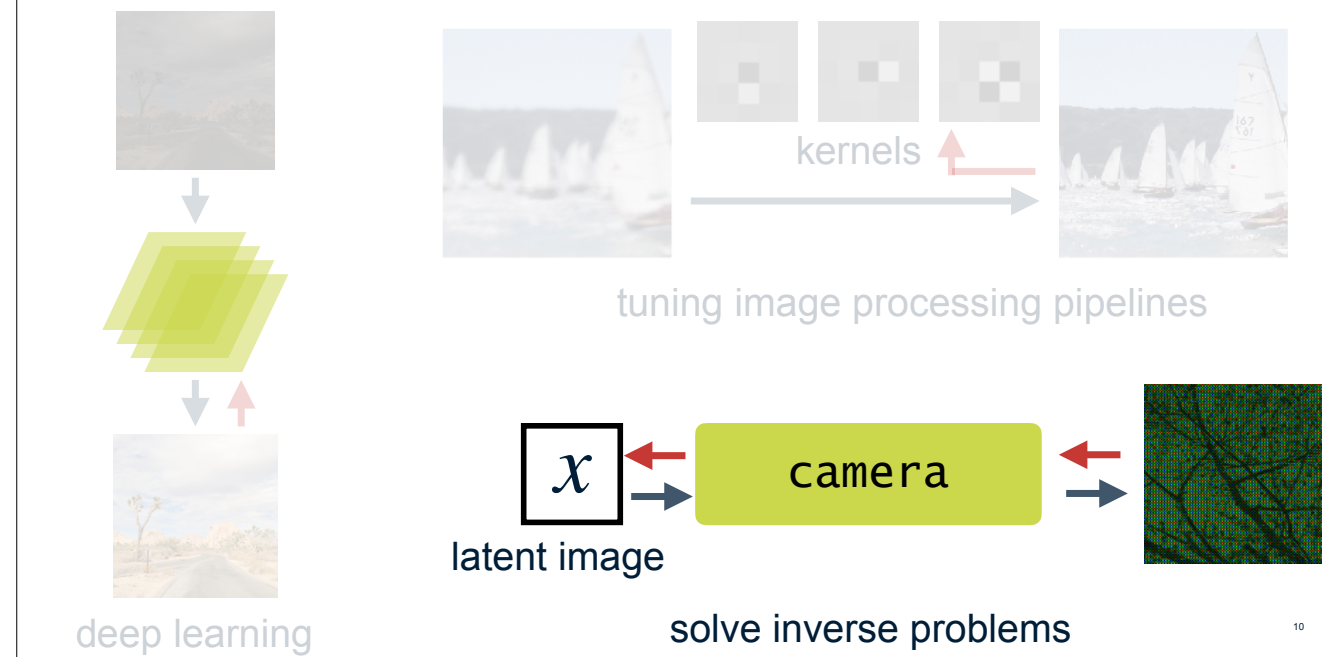 kernels
tuning image processing pipelines
x
camera
latent image
deep learning
solve inverse problems
10